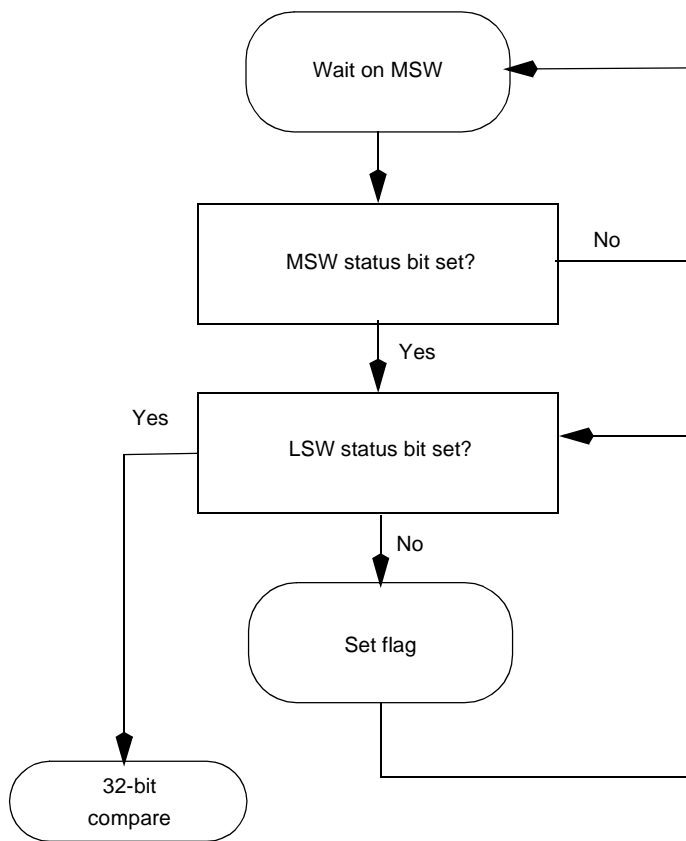 Wait on MSW
MSW status bit set?
No
Yes
Yes
LSW status bit set?
No
Set flag
32-bit
compare